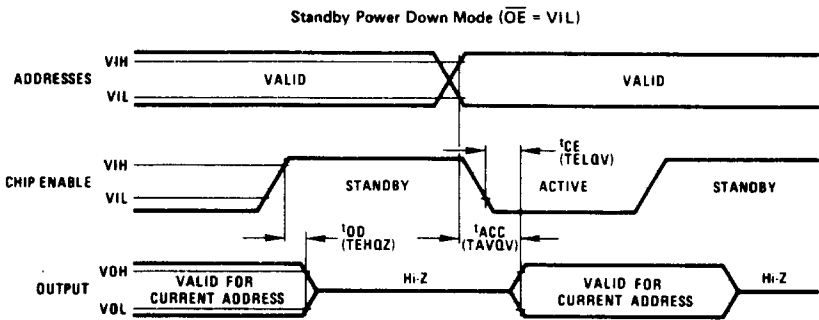 Standby Power Down Mode (OE = VIL)
ADDRESSES
VIH
VIL
VALID
VALID
tCE
(TELQV)
CHIP ENABLE
VIH
VIL
STANDBY
ACTIVE
STANDBY
tOD
(TEHQZ)
tACC
(TAVQV)
OUTPUT
VOH
VOL
VALID FOR
CURRENT ADDRESS
Hi-Z
VALID FOR
CURRENT ADDRESS
Hi-Z